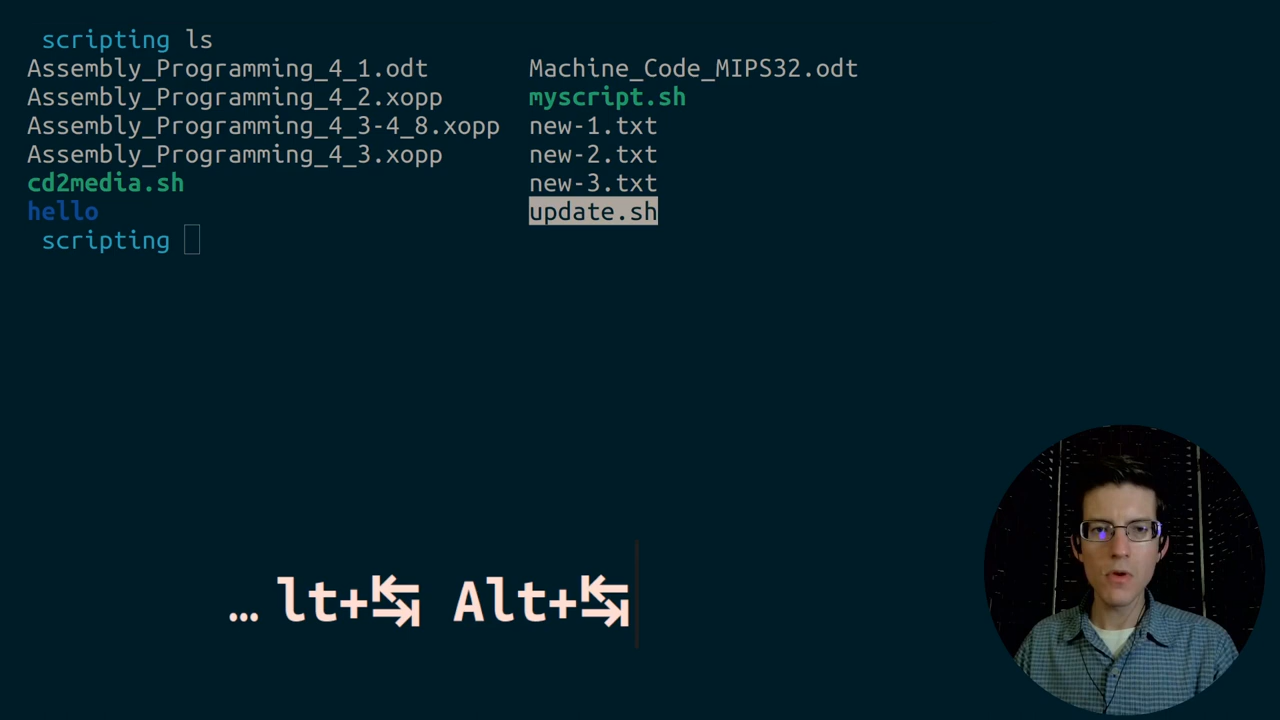 scripting ls
Assembly_Programming_4_1.odt Machine_Code_MIPS32.odt
Assembly_Programming_4_2.xopp myscript.sh
Assembly_Programming_4_3-4_8.xopp new-1.txt
Assembly_Programming_4_3.xopp new-2.txt
cd2media.sh new-3.txt
hello update.sh
scripting
… lt+↹ Alt+↹